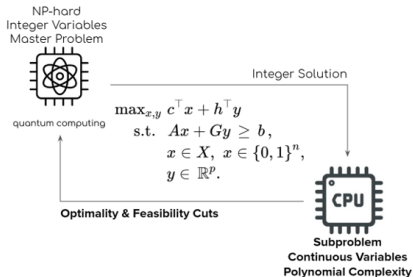 NP-hard
Integer Variables
Master Problem
Integer Solution
quantum computing
max_{x,y} c^⊤x + h^⊤y
s.t. Ax + Gy ≥ b,
x ∈ X, x ∈ {0,1}^n,
y ∈ ℝ^p.
CPU
Optimality & Feasibility Cuts
Subproblem
Continuous Variables
Polynomial Complexity